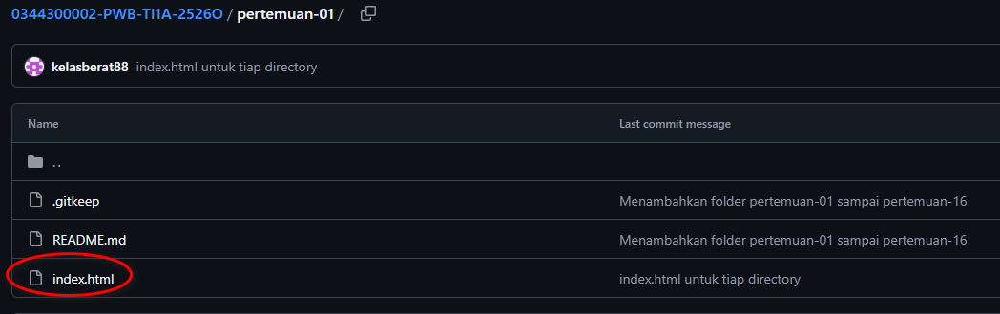 0344300002-PWB-TI1A-2526O / pertemuan-01 /
kelasberat88 index.html untuk tiap directory
Name Last commit message
..
.gitkeep Menambahkan folder pertemuan-01 sampai pertemuan-16
README.md Menambahkan folder pertemuan-01 sampai pertemuan-16
index.html index.html untuk tiap directory